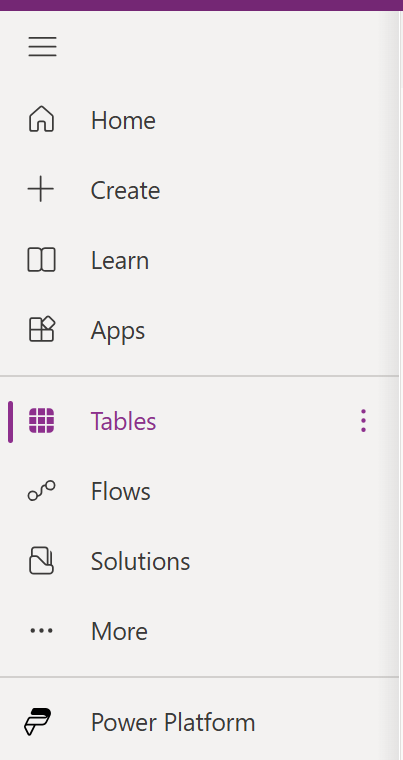 Home
Create
Learn
Apps
Tables
Flows
Solutions
More
Power Platform